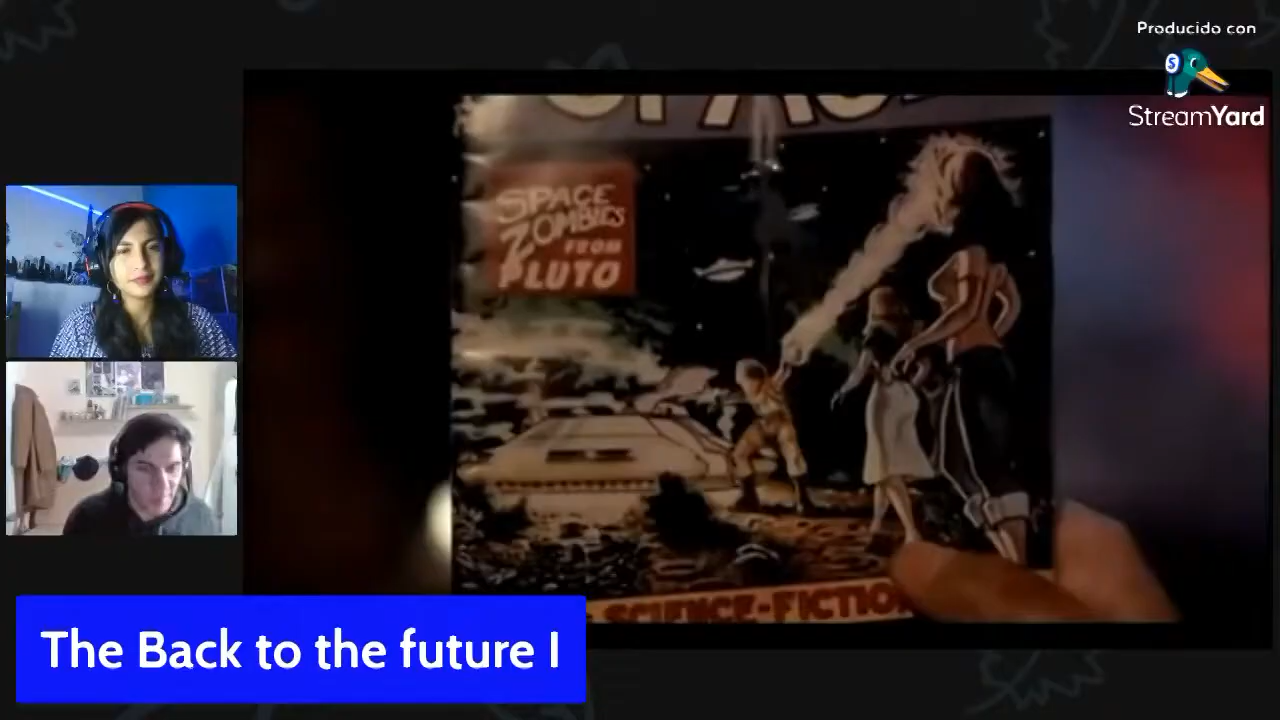 Producido con
StreamYard
SPACE
ZOMBIES
FROM
PLUTO
SCIENCE-FICTION
The Back to the future I